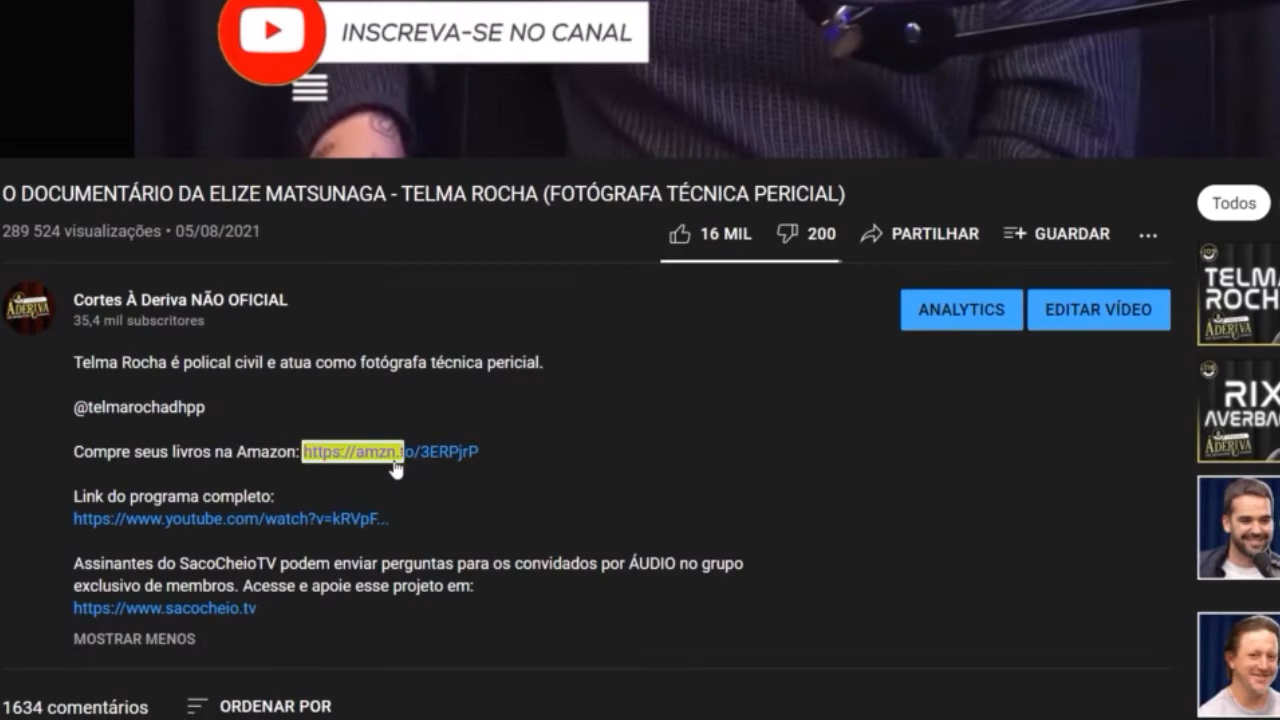 INSCREVA-SE NO CANAL
O DOCUMENTÁRIO DA ELIZE MATSUNAGA - TELMA ROCHA (FOTÓGRAFA TÉCNICA PERICIAL)
289 524 visualizações • 05/08/2021
16 MIL
200
PARTILHAR
GUARDAR
Todos
Cortes À Deriva NÃO OFICIAL
35,4 mil subscritores
ANALYTICS
EDITAR VÍDEO
Telma Rocha é polical civil e atua como fotógrafa técnica pericial.
@telmarochadhpp
Compre seus livros na Amazon: https://amzn.to/3ERPjrP
Link do programa completo:
https://www.youtube.com/watch?v=kRVpF...
Assinantes do SacoCheioTV podem enviar perguntas para os convidados por ÁUDIO no grupo
exclusivo de membros. Acesse e apoie esse projeto em:
https://www.sacocheio.tv
MOSTRAR MENOS
1634 comentários
ORDENAR POR
ÀDERIVA
TELMA
ROCH
ÀDERIVA
RIX
AVERBA
ÀDERIVA